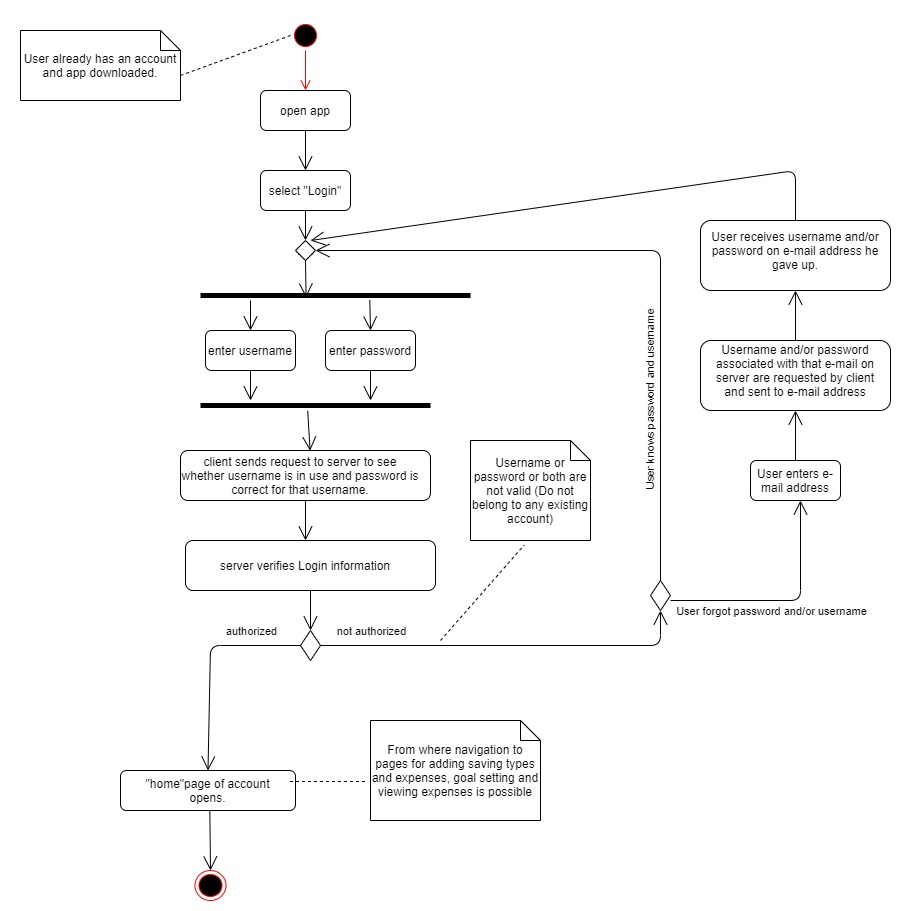 User already has an account
and app downloaded.
open app
select "Login"
enter username
enter password
client sends request to server to see
whether username is in use and password is
correct for that username.
server verifies Login information
authorized
not authorized
Username or
password or both are
not valid (Do not
belong to any existing
account)
User knows password and username
User forgot password and/or username
User enters e-
mail address
Username and/or password
associated with that e-mail on
server are requested by client
and sent to e-mail address
User receives username and/or
password on e-mail address he
gave up.
"home"page of account
opens.
From where navigation to
pages for adding saving types
and expenses, goal setting and
viewing expenses is possible